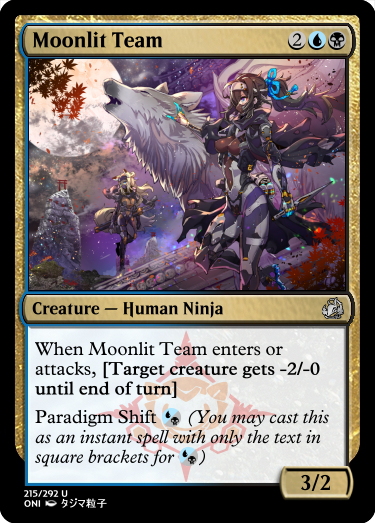 Moonlit Team 2
Creature — Human Ninja
When Moonlit Team enters or
attacks, [Target creature gets -2/-0
until end of turn]
Paradigm Shift (You may cast this
as an instant spell with only the text in
square brackets for )
3/2
215/292 U
ONI タジマ粒子